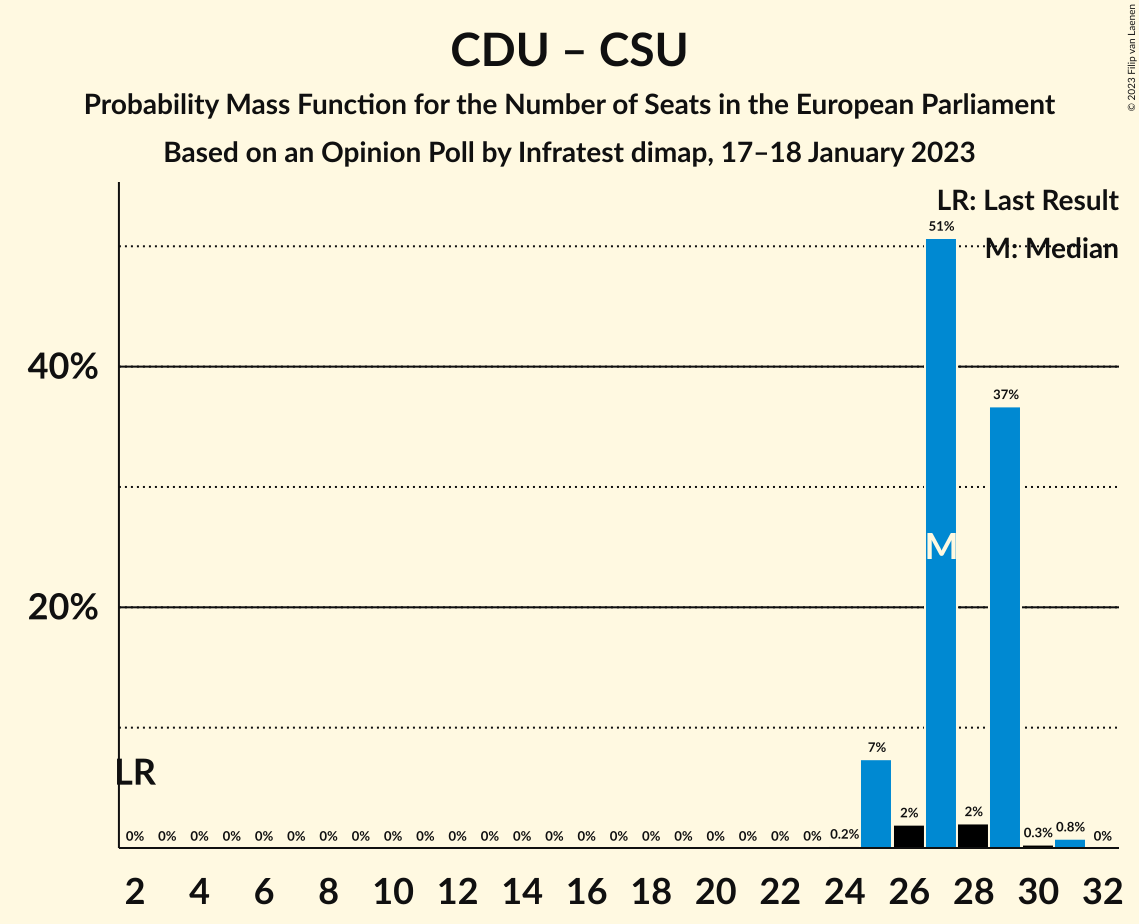 © 2023 Filip van Laenen
CDU – CSU
Probability Mass Function for the Number of Seats in the European Parliament
Based on an Opinion Poll by Infratest dimap, 17–18 January 2023
LR: Last Result
51%
M: Median
40%
37%
M
20%
7%
LR
0% 0% 0% 0% 0% 0% 0% 0% 0% 0% 0% 0% 0% 0% 0% 0% 0% 0% 0% 0% 0% 0% 0.2% 2% 2% 0.3% 0.8% 0%
2 4 6 8 10 12 14 16 18 20 22 24 26 28 30 32